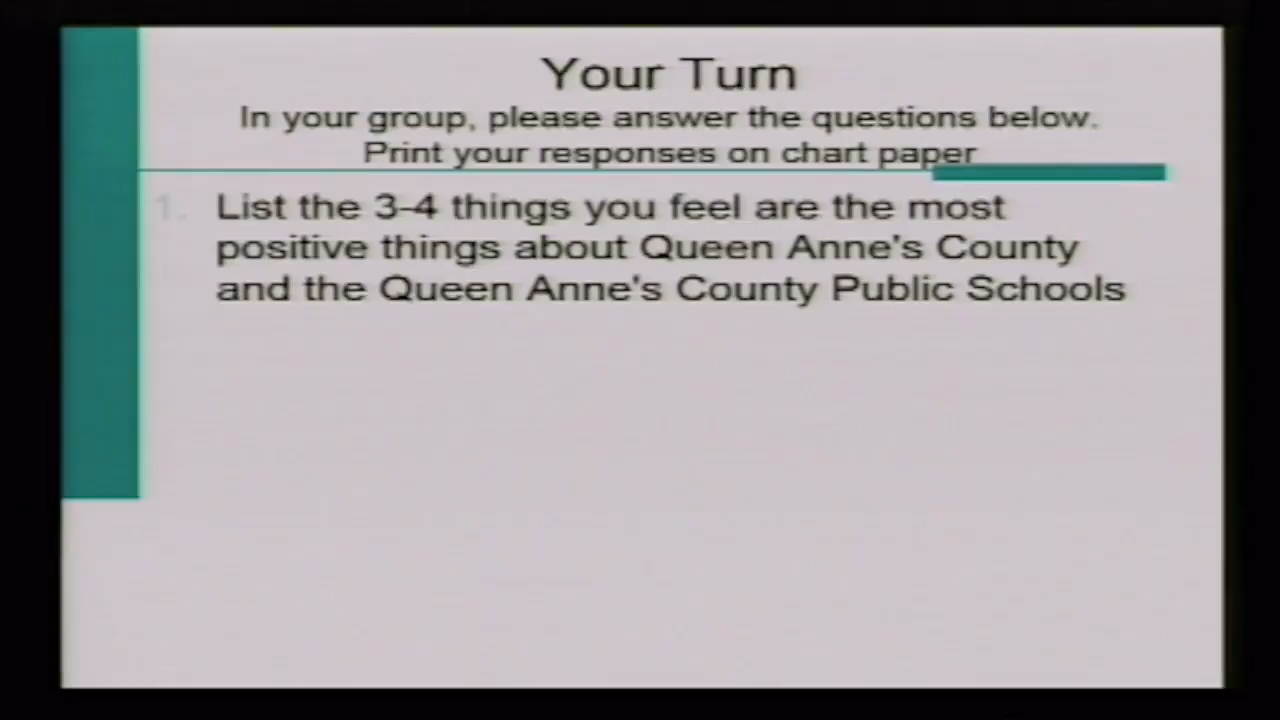 Your Turn
In your group, please answer the questions below.
Print your responses on chart paper
1. List the 3-4 things you feel are the most
positive things about Queen Anne's County
and the Queen Anne's County Public Schools